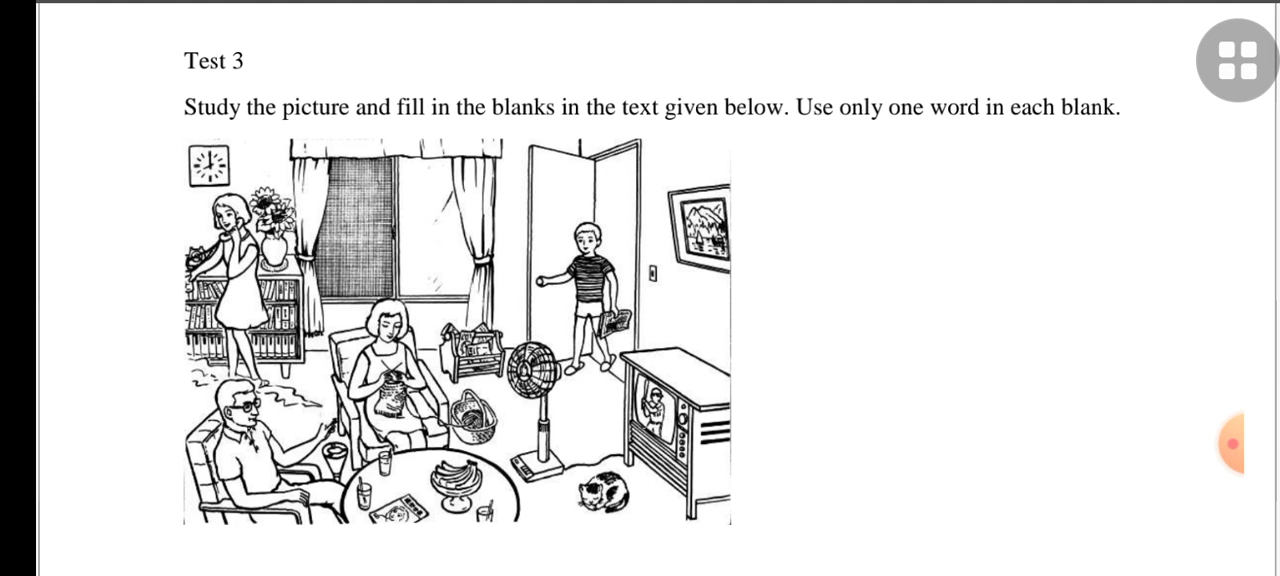 Test 3
Study the picture and fill in the blanks in the text given below. Use only one word in each blank.